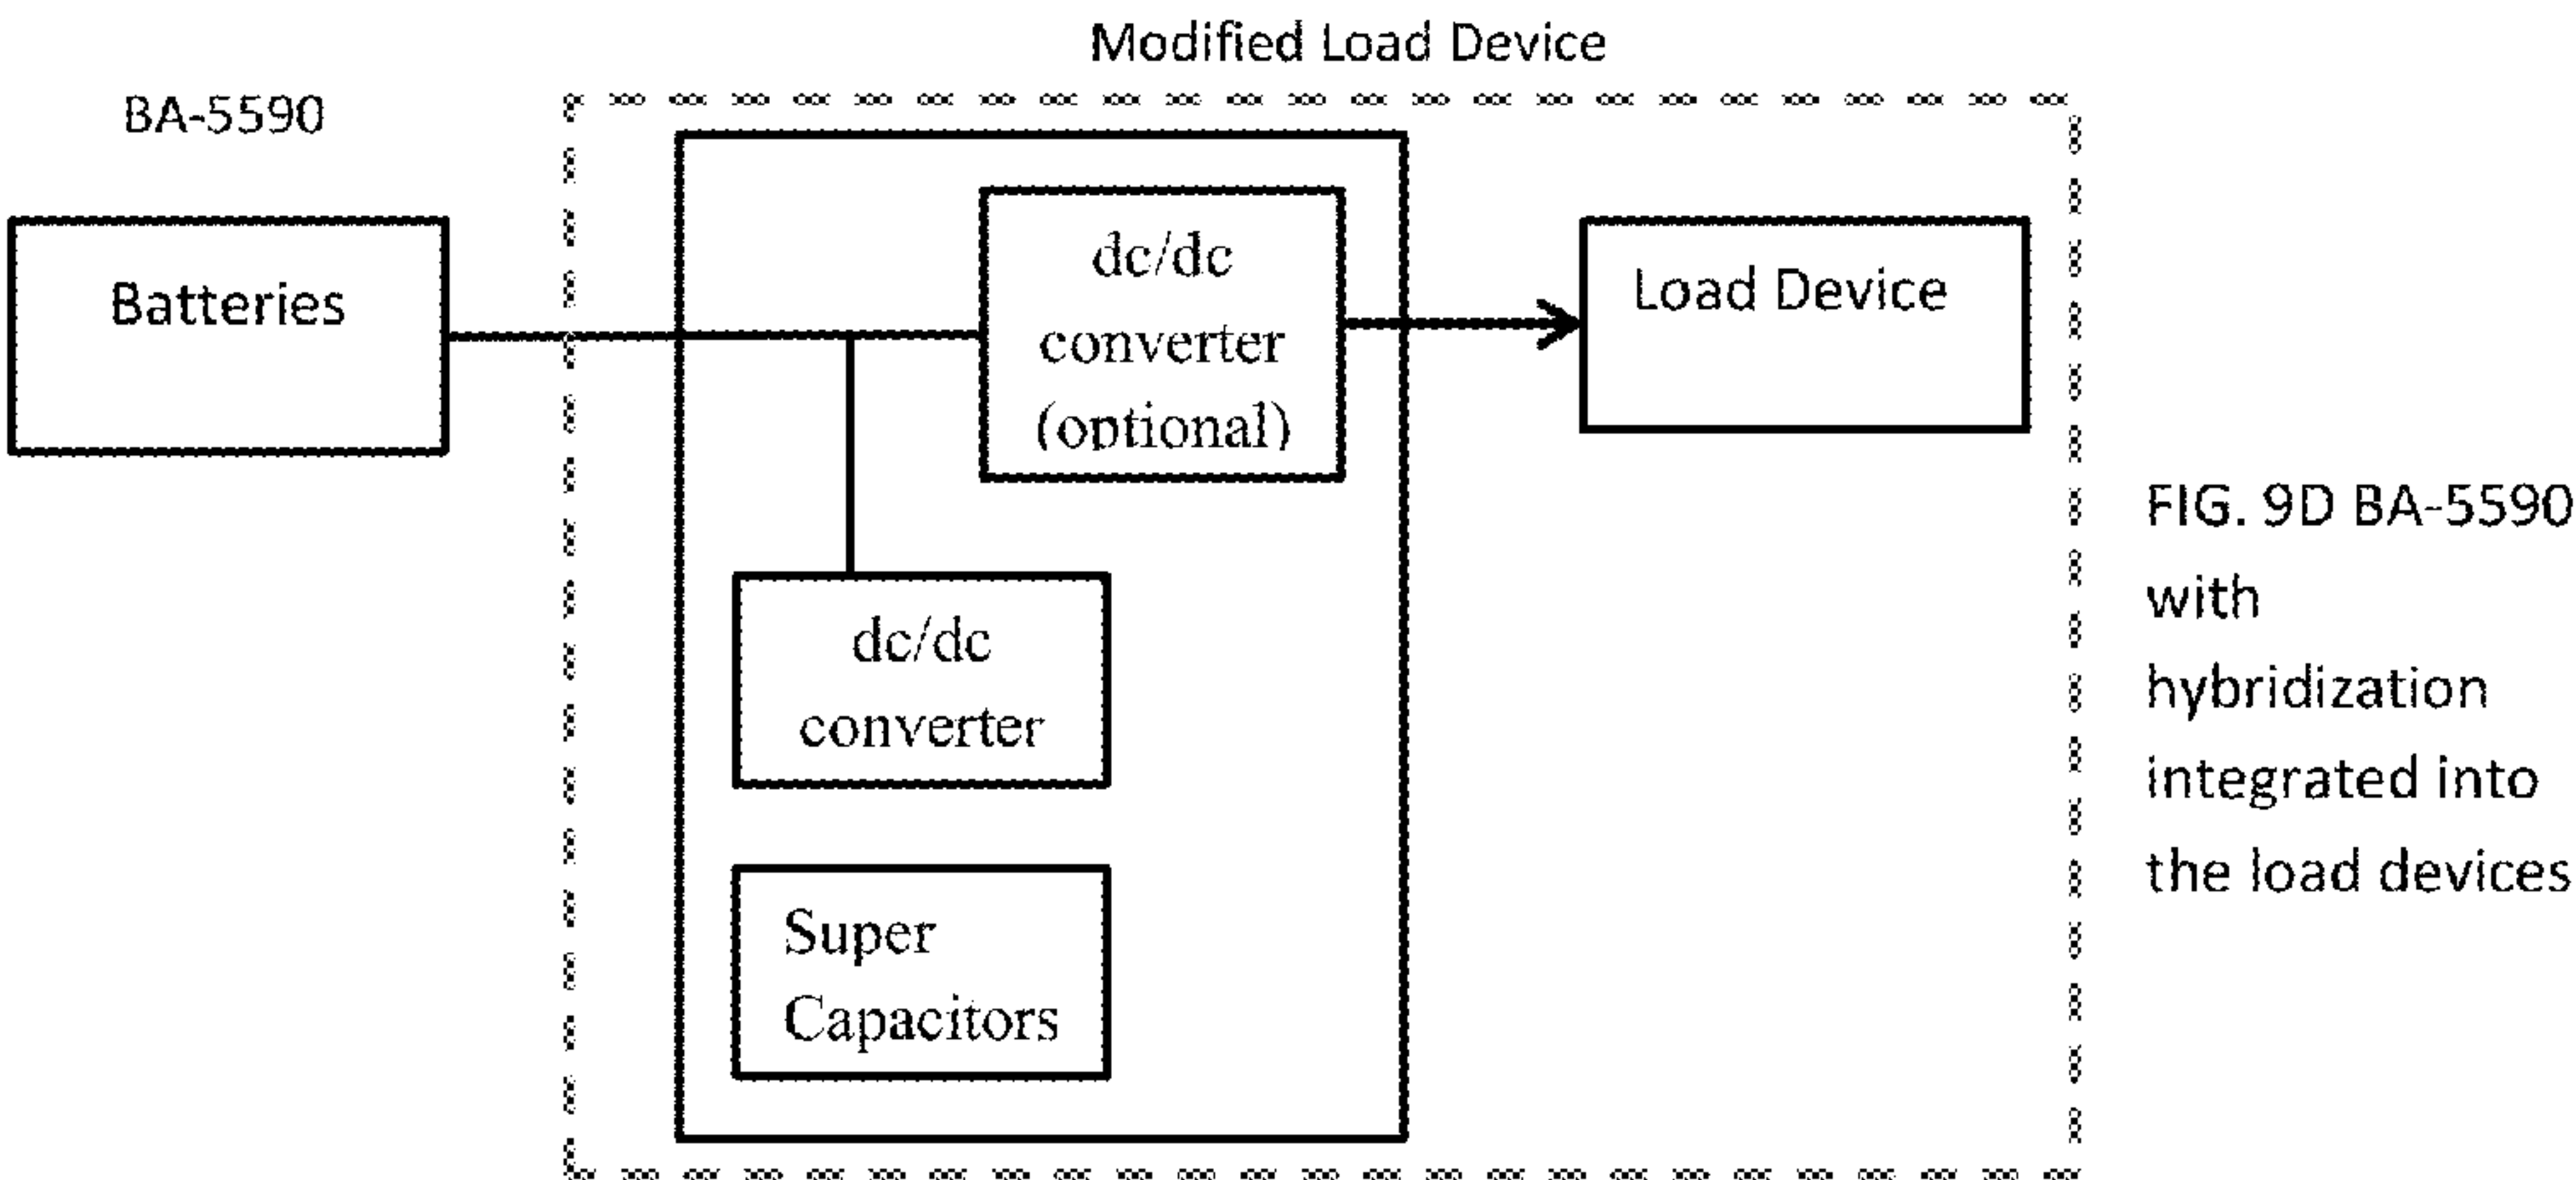 Modified Load Device
BA-5590
Batteries
dc/dc
converter
(optional)
Load Device
dc/dc
converter
Super
Capacitors
FIG. 9D BA-5590
with
hybridization
integrated into
the load devices